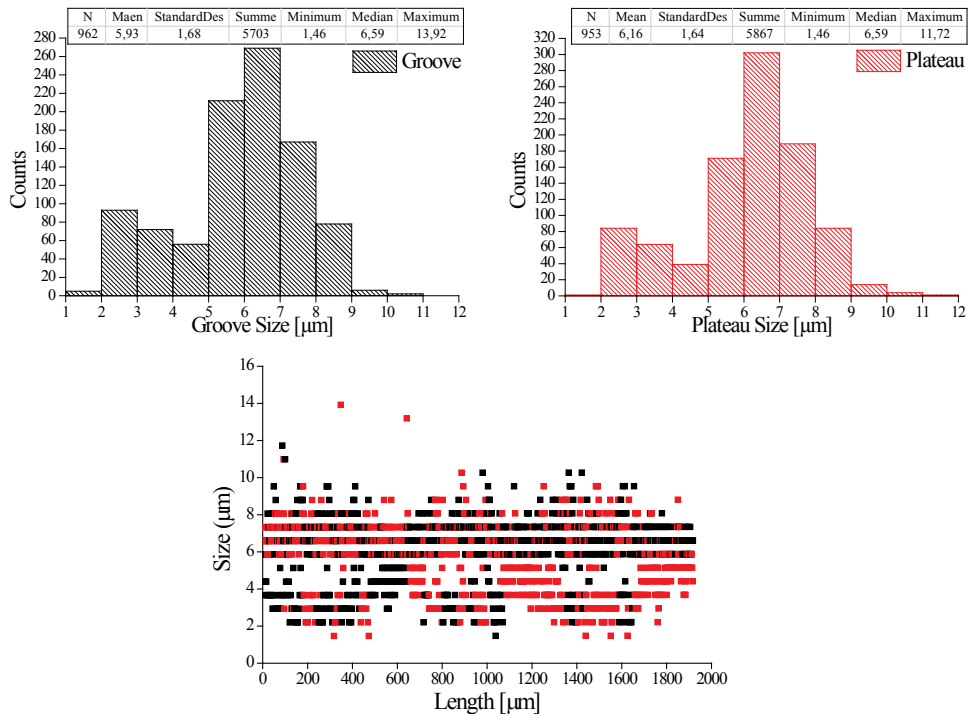 N Maen StandardDes Summe Minimum Median Maximum
962 5,93 1,68 5703 1,46 6,59 13,92
Groove
Counts
280
260
240
220
200
180
160
140
120
100
80
60
40
20
0
1 2 3 4 5 6 7 8 9 10 11 12
Groove Size [μm]
N Mean StandardDes Summe Minimum Median Maximum
953 6,16 1,64 5867 1,46 6,59 11,72
Plateau
Counts
320
300
280
260
240
220
200
180
160
140
120
100
80
60
40
20
0
1 2 3 4 5 6 7 8 9 10 11 12
Plateau Size [μm]
Size (μm)
16
14
12
10
8
6
4
2
0
0 200 400 600 800 1000 1200 1400 1600 1800 2000
Length [μm]